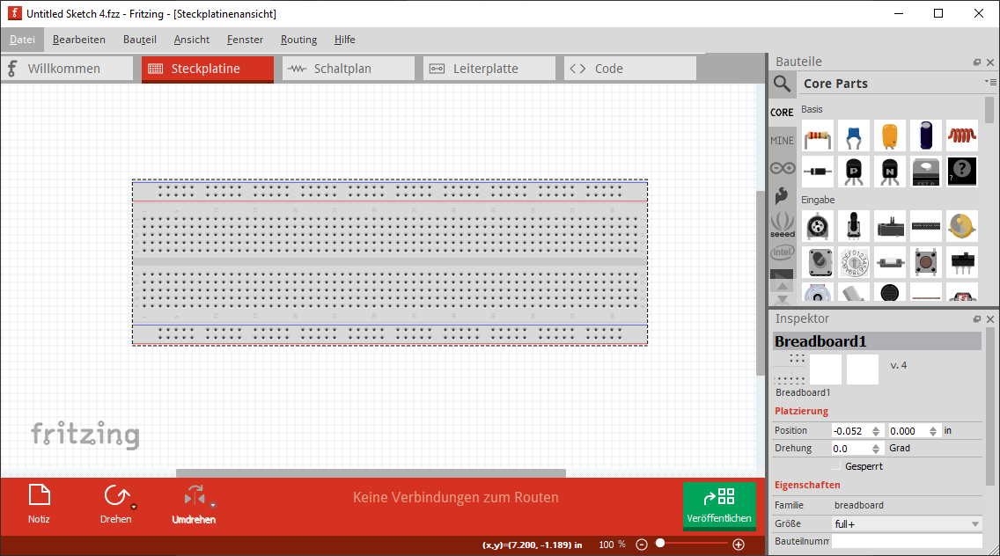 Untitled Sketch 4.fzz - Fritzing - [Steckplatinenansicht]
Datei Bearbeiten Bauteil Ansicht Fenster Routing Hilfe
Willkommen Steckplatine Schaltplan Leiterplatte Code
Bauteile
Core Parts
CORE
MINE
seeed
intel
Basis
P
N
Eingabe
fritzing
Inspektor
Breadboard1
v. 4
Breadboard1
Platzierung
Position -0.052 0.000 in
Drehung 0.0 Grad
Gesperrt
Eigenschaften
Familie breadboard
Größe full+
Bauteilnumm
Notiz
Drehen
Umdrehen
Keine Verbindungen zum Routen
Veröffentlichen
(x,y)=(7.200, -1.189) in 100 %